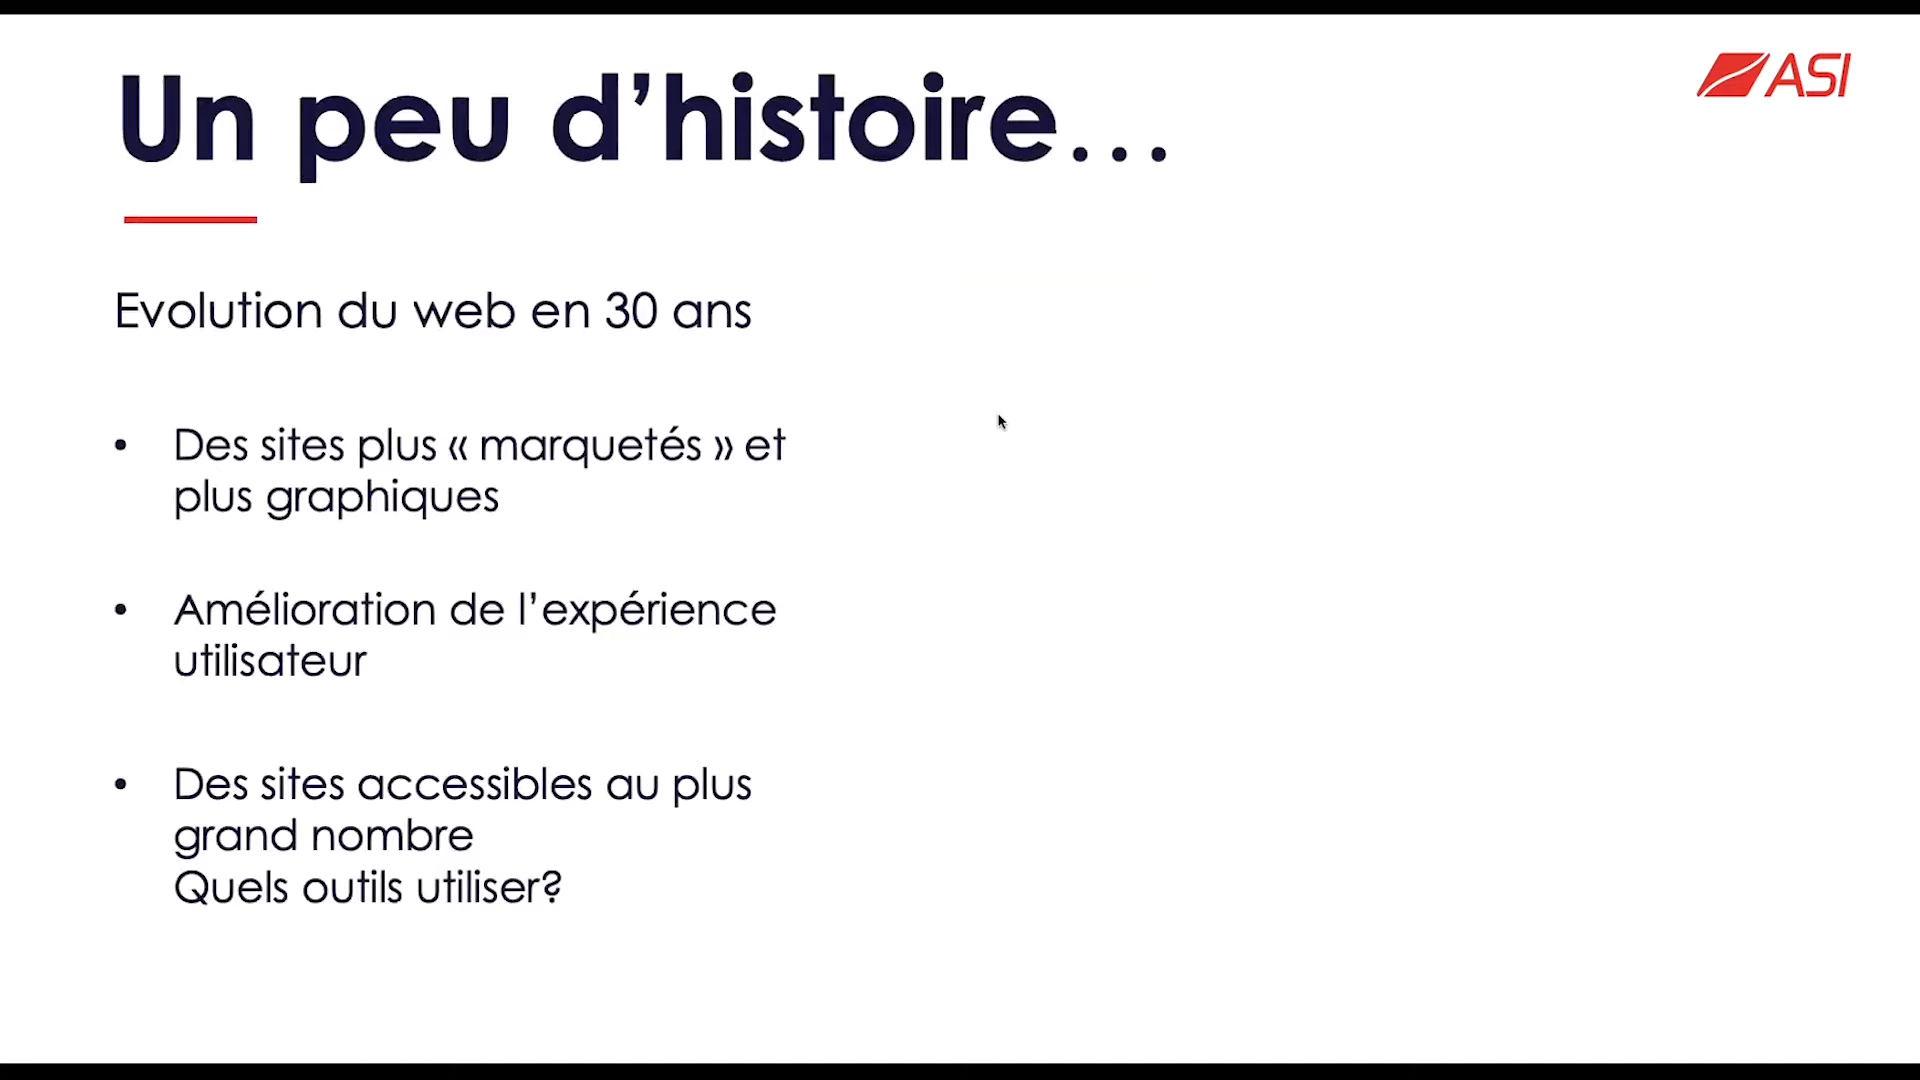 Un peu d’histoire…
ASI
Evolution du web en 30 ans
• Des sites plus « marquetés » et
plus graphiques
• Amélioration de l’expérience
utilisateur
• Des sites accessibles au plus
grand nombre
Quels outils utiliser?